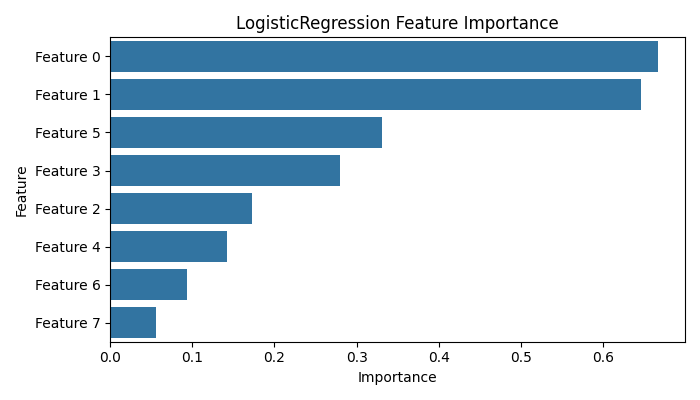 LogisticRegression Feature Importance
Feature 0
Feature 1
Feature 5
Feature 3
Feature 2
Feature 4
Feature 6
Feature 7
Feature
0.0 0.1 0.2 0.3 0.4 0.5 0.6
Importance